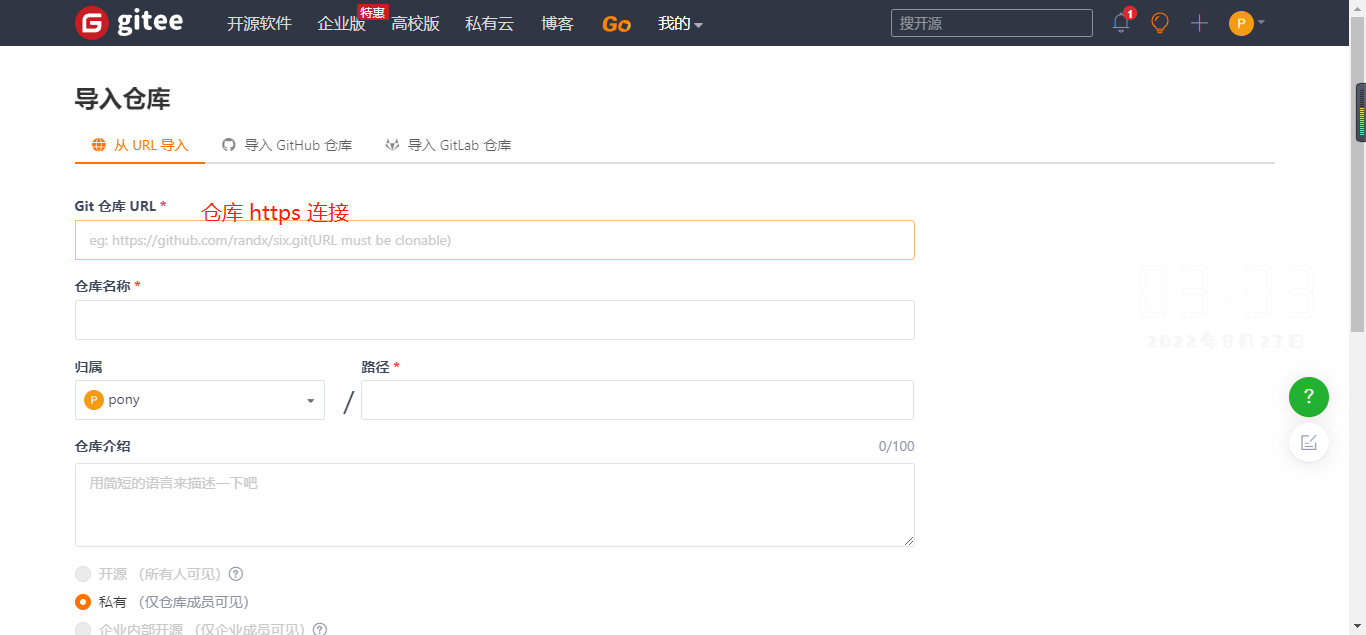 gitee 开源软件 企业版 特惠 高校版 私有云 博客 Go 我的 搜开源 1 P
导入仓库
从 URL 导入 导入 GitHub 仓库 导入 GitLab 仓库
Git 仓库 URL * 仓库 https 连接
eg: https://github.com/randx/six.git(URL must be clonable)
仓库名称 *
08:03
2022年9月23日
归属 路径 *
P pony /
?
仓库介绍 0/100
用简短的语言来描述一下吧
开源 (所有人可见) ?
私有 (仅仓库成员可见)
企业内部开源 (仅企业成员可见) ?